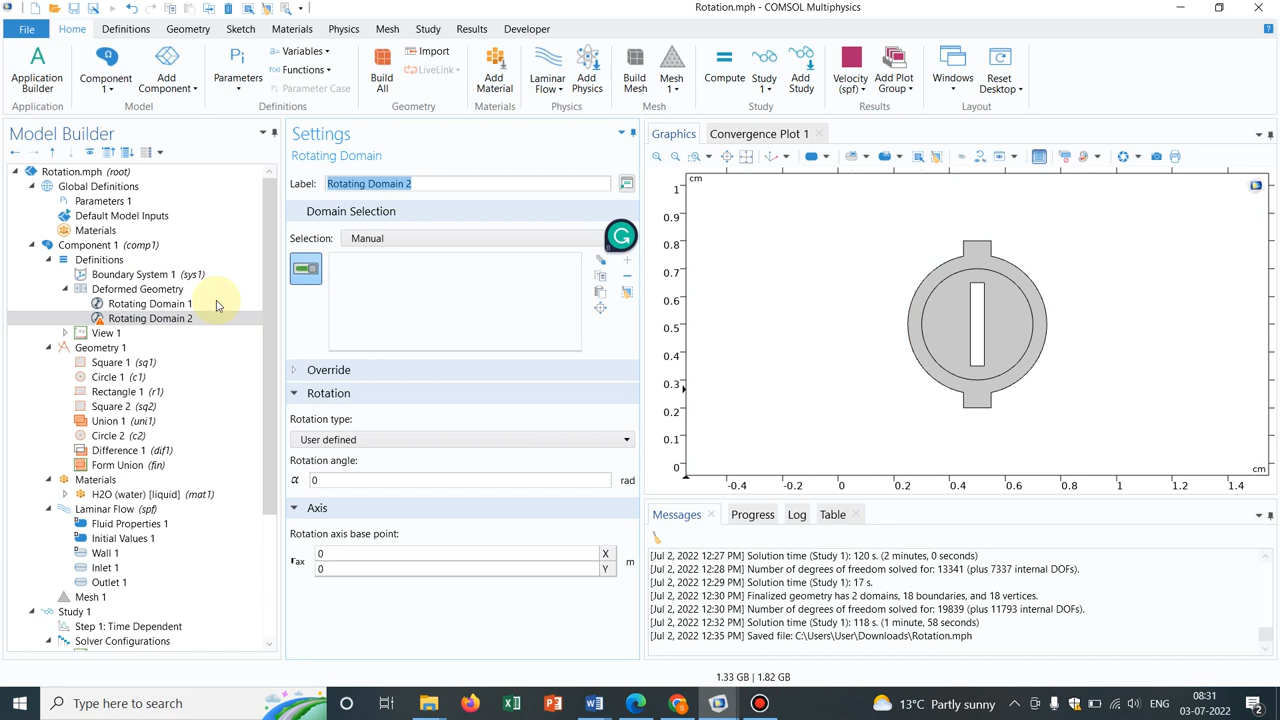 Rotation.mph - COMSOL Multiphysics
File Home Definitions Geometry Sketch Materials Physics Mesh Study Results Developer
Application Builder
Component 1
Add Component
Parameters
a= Variables
f(x) Functions
Parameter Case
Build All
Import
LiveLink
Add Material
Laminar Flow
Add Physics
Build Mesh
Mesh 1
Compute
Study 1
Add Study
Velocity (spf)
Add Plot Group
Windows
Reset Desktop
Application Model Definitions Geometry Materials Physics Mesh Study Results Layout
Model Builder
Rotation.mph (root)
Global Definitions
Parameters 1
Default Model Inputs
Materials
Component 1 (comp1)
Definitions
Boundary System 1 (sys1)
Deformed Geometry
Rotating Domain 1
Rotating Domain 2
View 1
Geometry 1
Square 1 (sq1)
Circle 1 (c1)
Rectangle 1 (r1)
Square 2 (sq2)
Union 1 (uni1)
Circle 2 (c2)
Difference 1 (dif1)
Form Union (fin)
Materials
H2O (water) [liquid] (mat1)
Laminar Flow (spf)
Fluid Properties 1
Initial Values 1
Wall 1
Inlet 1
Outlet 1
Mesh 1
Study 1
Step 1: Time Dependent
Solver Configurations
Settings
Rotating Domain
Label: Rotating Domain 2
Domain Selection
Selection: Manual
Override
Rotation
Rotation type:
User defined
Rotation angle:
α 0 rad
Axis
Rotation axis base point:
rax 0 X m
0 Y
Graphics Convergence Plot 1
cm
1
0.9
0.8
0.7
0.6
0.5
0.4
0.3
0.2
0.1
0
cm
-0.4 -0.2 0 0.2 0.4 0.6 0.8 1 1.2 1.4
Messages Progress Log Table
[Jul 2, 2022 12:27 PM] Solution time (Study 1): 120 s. (2 minutes, 0 seconds)
[Jul 2, 2022 12:28 PM] Number of degrees of freedom solved for: 13341 (plus 7337 internal DOFs).
[Jul 2, 2022 12:29 PM] Solution time (Study 1): 17 s.
[Jul 2, 2022 12:30 PM] Finalized geometry has 2 domains, 18 boundaries, and 18 vertices.
[Jul 2, 2022 12:30 PM] Number of degrees of freedom solved for: 19839 (plus 11793 internal DOFs).
[Jul 2, 2022 12:32 PM] Solution time (Study 1): 118 s. (1 minute, 58 seconds)
[Jul 2, 2022 12:35 PM] Saved file: C:\Users\User\Downloads\Rotation.mph
1.33 GB | 1.82 GB
Type here to search
13°C Partly sunny
ENG
08:31
03-07-2022
2